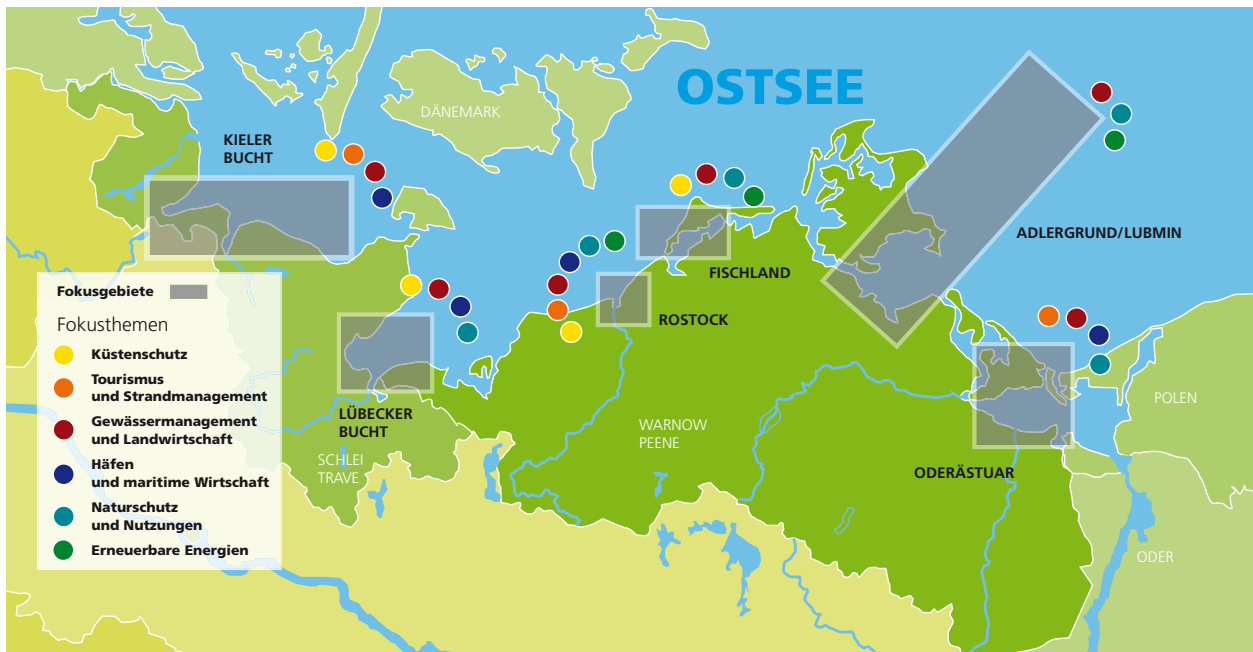 OSTSEE
DÄNEMARK
KIELER
BUCHT
ADLERGRUND/LUBMIN
FISCHLAND
ROSTOCK
Fokusgebiete
Fokusthemen
Küstenschutz
Tourismus
und Strandmanagement
Gewässermanagement
und Landwirtschaft
Häfen
und maritime Wirtschaft
Naturschutz
und Nutzungen
Erneuerbare Energien
LÜBECKER
BUCHT
SCHLEI
TRAVE
WARNOW
PEENE
ODERÄSTUAR
POLEN
ODER